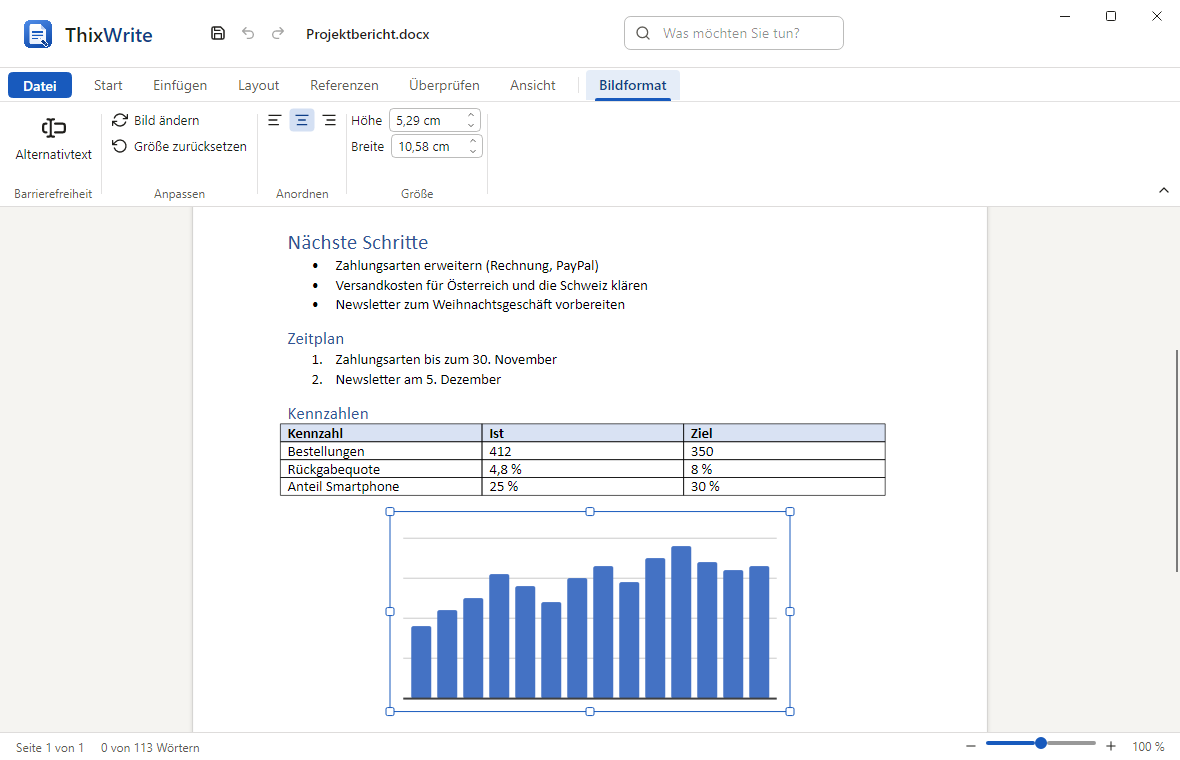 ThixWrite
Projektbericht.docx
Was möchten Sie tun?
Datei Start Einfügen Layout Referenzen Überprüfen Ansicht Bildformat
Alternativtext
Barrierefreiheit
Bild ändern
Größe zurücksetzen
Anpassen
Anordnen
Höhe 5,29 cm
Breite 10,58 cm
Größe
Nächste Schritte
• Zahlungsarten erweitern (Rechnung, PayPal)
• Versandkosten für Österreich und die Schweiz klären
• Newsletter zum Weihnachtsgeschäft vorbereiten
Zeitplan
1. Zahlungsarten bis zum 30. November
2. Newsletter am 5. Dezember
Kennzahlen
Kennzahl Ist Ziel
Bestellungen 412 350
Rückgabequote 4,8 % 8 %
Anteil Smartphone 25 % 30 %
Seite 1 von 1 0 von 113 Wörtern
100 %